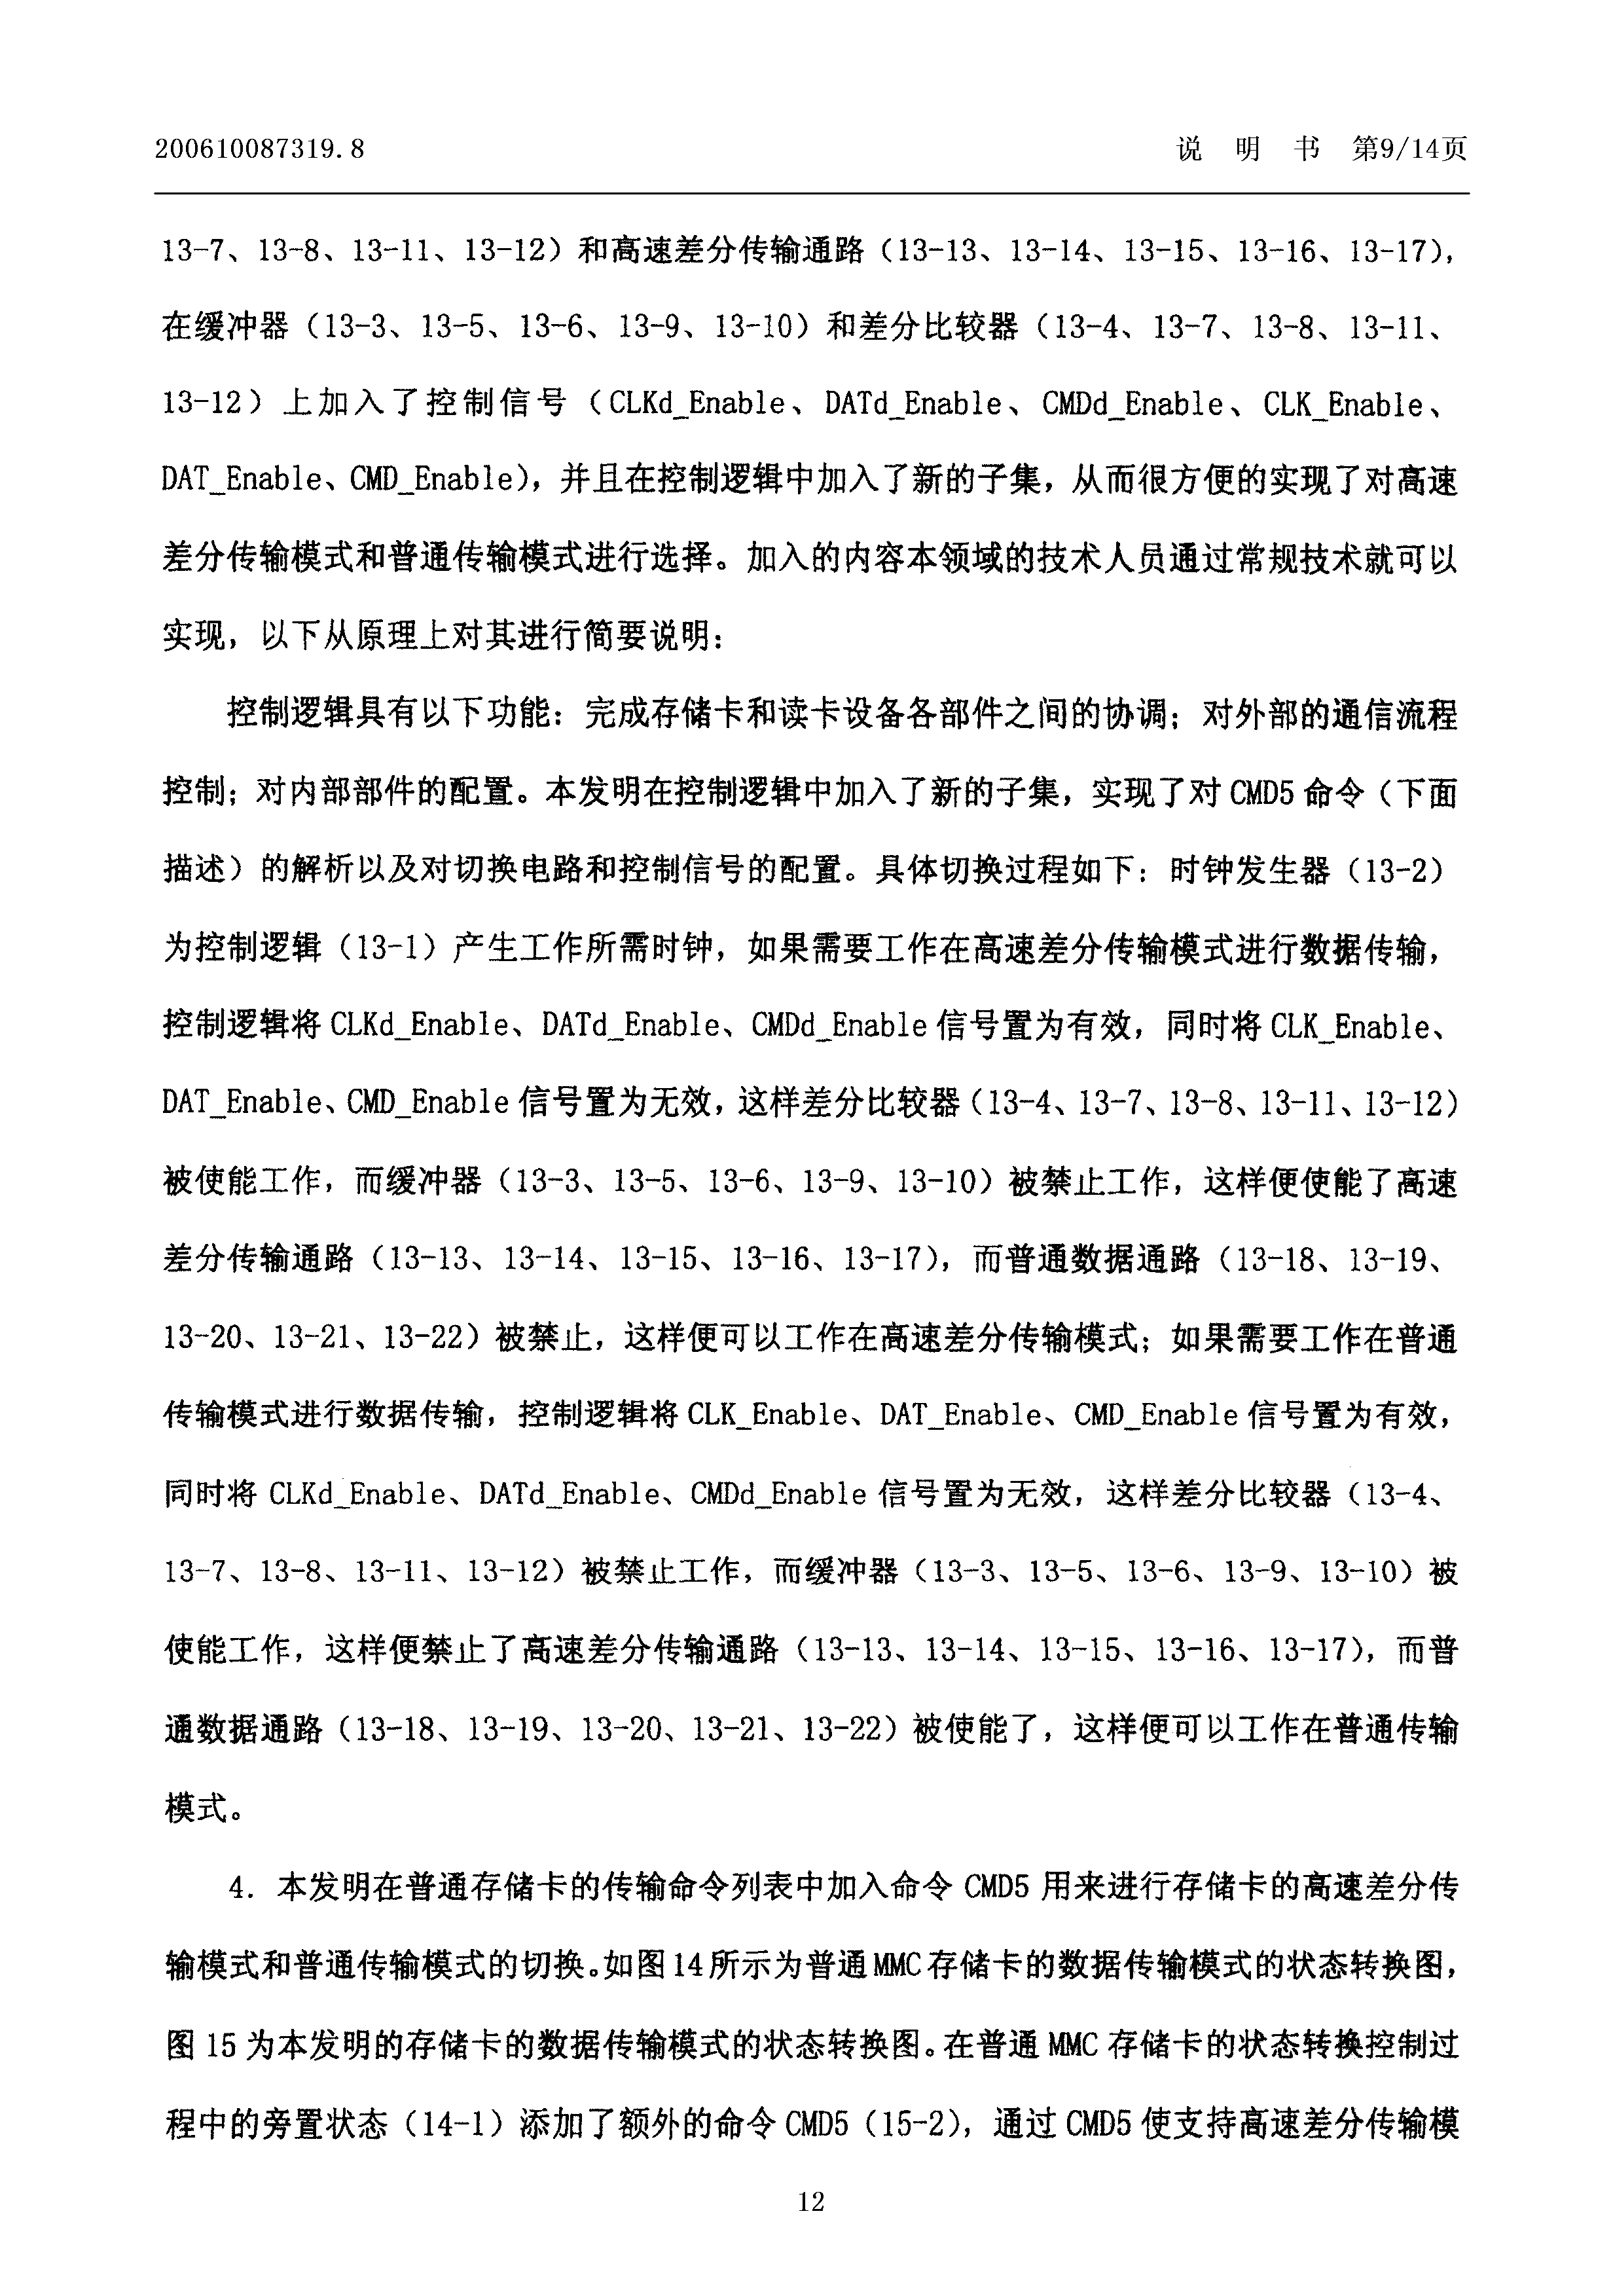 200610087319.8
说 明 书 第9/14页
13-7、13-8、13-11、13-12）和高速差分传输通路（13-13、13-14、13-15、13-16、13-17），
在缓冲器（13-3、13-5、13-6、13-9、13-10）和差分比较器（13-4、13-7、13-8、13-11、
13-12）上加入了控制信号（CLKd_Enable、DATd_Enable、CMDd_Enable、CLK_Enable、
DAT_Enable、CMD_Enable），并且在控制逻辑中加入了新的子集，从而很方便的实现了对高速
差分传输模式和普通传输模式进行选择。加入的内容本领域的技术人员通过常规技术就可以
实现，以下从原理上对其进行简要说明：
控制逻辑具有以下功能：完成存储卡和读卡设备各部件之间的协调；对外部的通信流程
控制；对内部部件的配置。本发明在控制逻辑中加入了新的子集，实现了对 CMD5 命令（下面
描述）的解析以及对切换电路和控制信号的配置。具体切换过程如下：时钟发生器（13-2）
为控制逻辑（13-1）产生工作所需时钟，如果需要工作在高速差分传输模式进行数据传输，
控制逻辑将 CLKd_Enable、DATd_Enable、CMDd_Enable 信号置为有效，同时将 CLK_Enable、
DAT_Enable、CMD_Enable 信号置为无效，这样差分比较器（13-4、13-7、13-8、13-11、13-12）
被使能工作，而缓冲器（13-3、13-5、13-6、13-9、13-10）被禁止工作，这样便使能了高速
差分传输通路（13-13、13-14、13-15、13-16、13-17），而普通数据通路（13-18、13-19、
13-20、13-21、13-22）被禁止，这样便可以工作在高速差分传输模式；如果需要工作在普通
传输模式进行数据传输，控制逻辑将 CLK_Enable、DAT_Enable、CMD_Enable 信号置为有效，
同时将 CLKd_Enable、DATd_Enable、CMDd_Enable 信号置为无效，这样差分比较器（13-4、
13-7、13-8、13-11、13-12）被禁止工作，而缓冲器（13-3、13-5、13-6、13-9、13-10）被
使能工作，这样便禁止了高速差分传输通路（13-13、13-14、13-15、13-16、13-17），而普
通数据通路（13-18、13-19、13-20、13-21、13-22）被使能了，这样便可以工作在普通传输
模式。
4. 本发明在普通存储卡的传输命令列表中加入命令 CMD5 用来进行存储卡的高速差分传
输模式和普通传输模式的切换。如图 14 所示为普通 MMC 存储卡的数据传输模式的状态转换图，
图 15 为本发明的存储卡的数据传输模式的状态转换图。在普通 MMC 存储卡的状态转换控制过
程中的旁置状态（14-1）添加了额外的命令 CMD5（15-2），通过 CMD5 使支持高速差分传输模
12